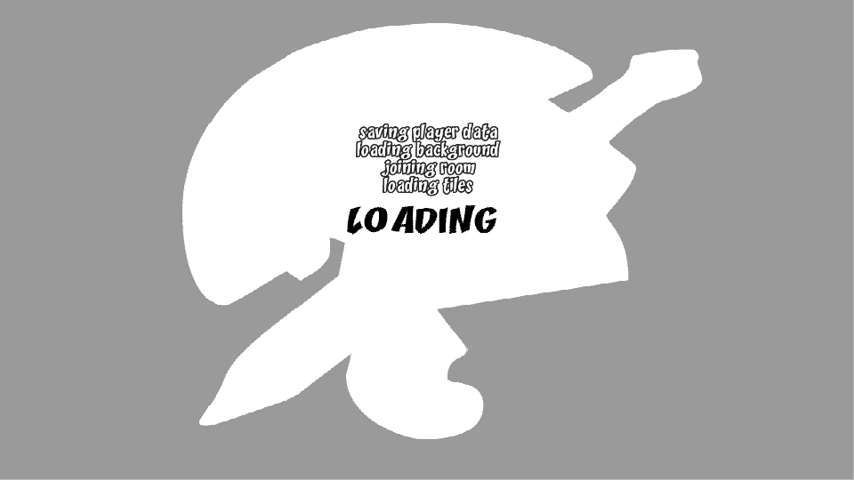 saving player data
loading background
joining room
loading tiles
LOADING